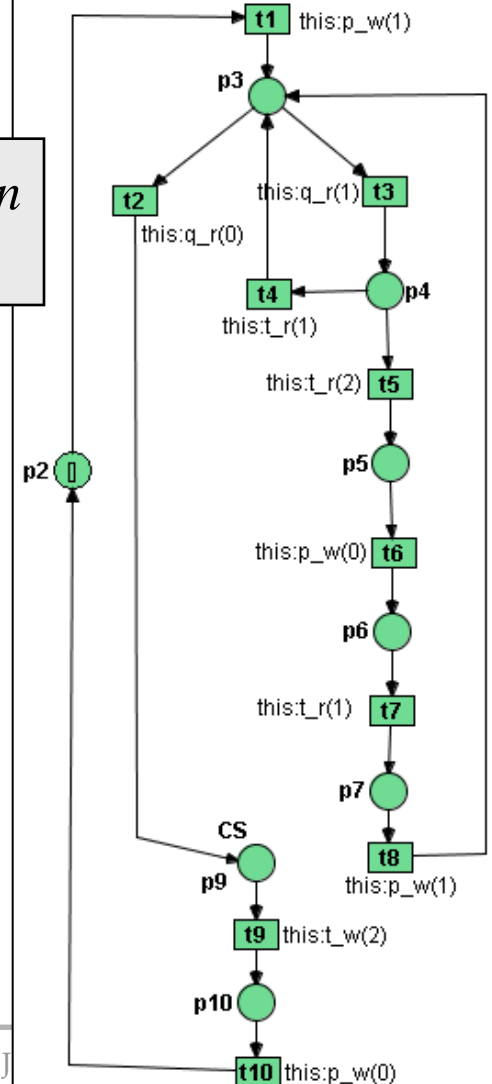 t1 this:p_w(1)
p3
n
t2 this:q_r(1) t3
this:q_r(0)
t4 p4
this:t_r(1)
this:t_r(2) t5
p2 [] p5
this:p_w(0) t6
p6
this:t_r(1) t7
p7
CS
p9 t8
this:p_w(1)
t9 this:t_w(2)
p10
J
t10 this:p_w(0)